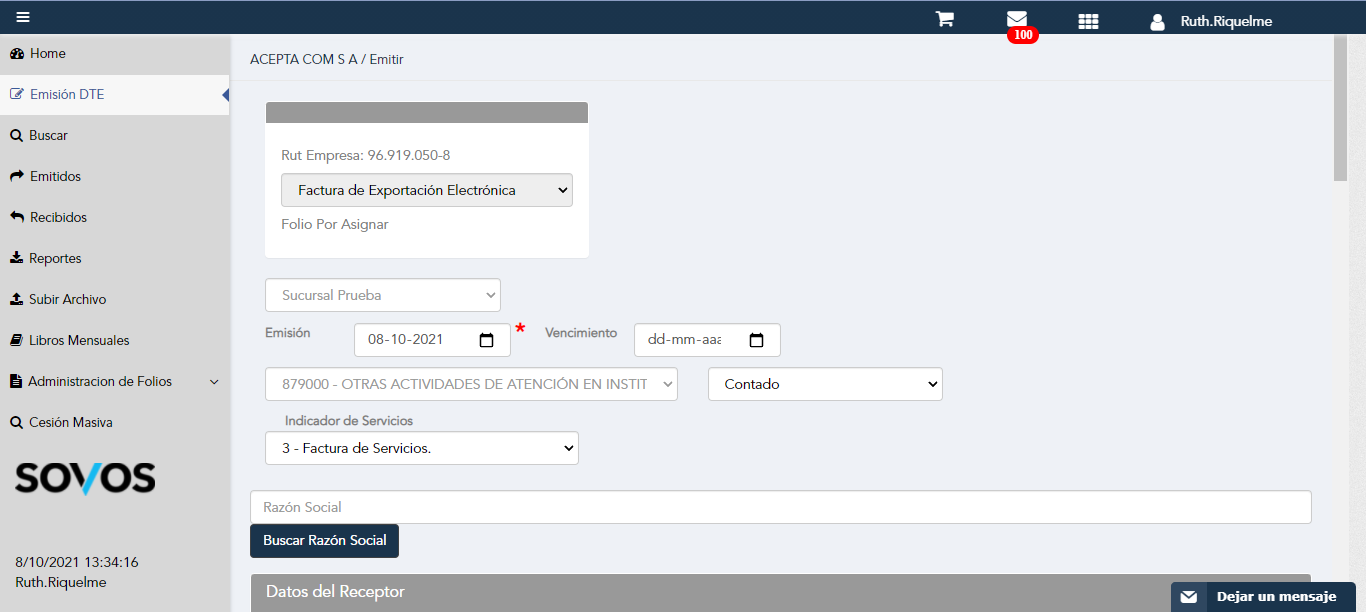 Ruth.Riquelme
100
Home
Emisión DTE
Buscar
Emitidos
Recibidos
Reportes
Subir Archivo
Libros Mensuales
Administracion de Folios
Cesión Masiva
SOVOS
8/10/2021 13:34:16
Ruth.Riquelme
ACEPTA COM S A / Emitir
Rut Empresa: 96.919.050-8
Factura de Exportación Electrónica
Folio Por Asignar
Sucursal Prueba
Emisión 08-10-2021 * Vencimiento dd-mm-aaa
879000 - OTRAS ACTIVIDADES DE ATENCIÓN EN INSTIT Contado
Indicador de Servicios
3 - Factura de Servicios.
Razón Social
Buscar Razón Social
Datos del Receptor
Dejar un mensaje